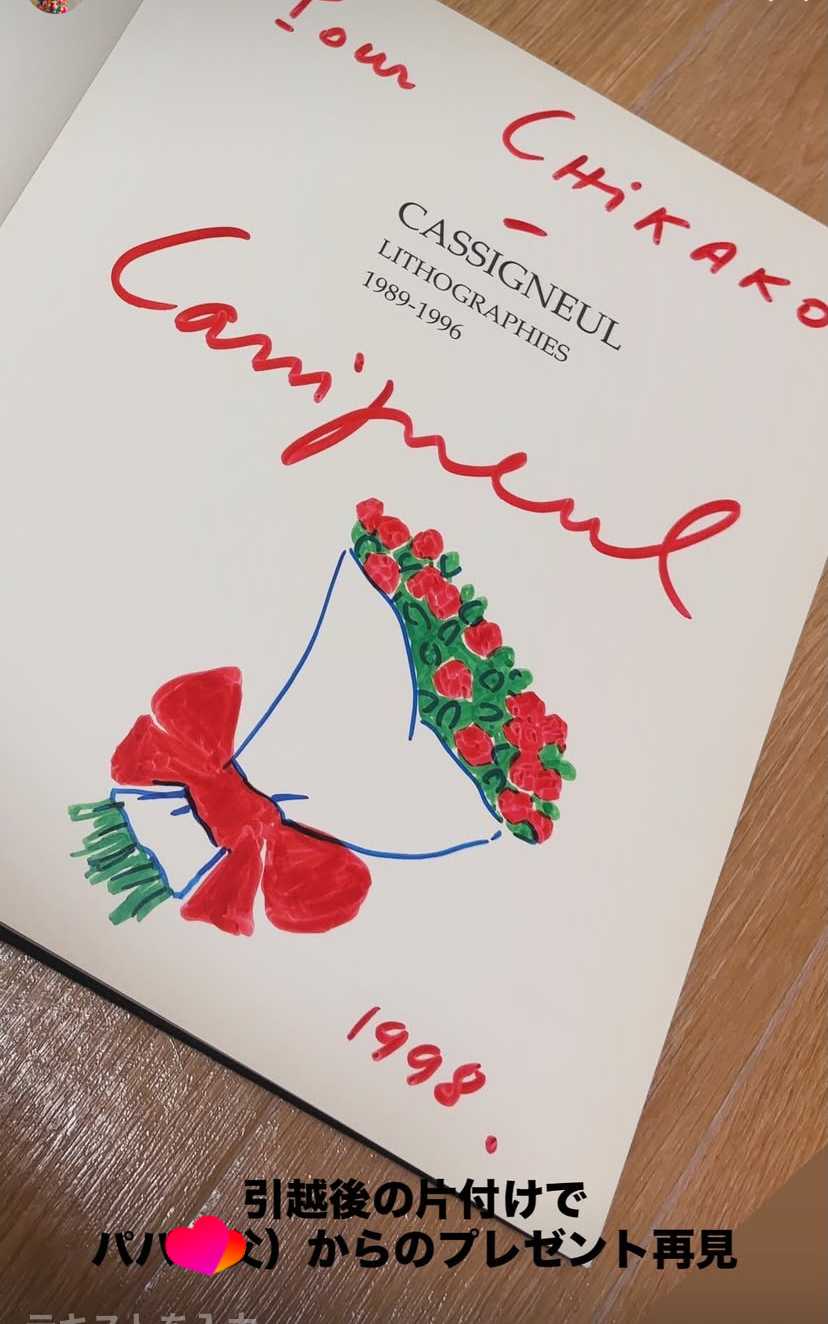 Pour
CHiKAKO
CASSIGNEUL
LITHOGRAPHIES
1989-1996
Cassigneul
1998.
引越後の片付けで
父）からのプレゼント再見